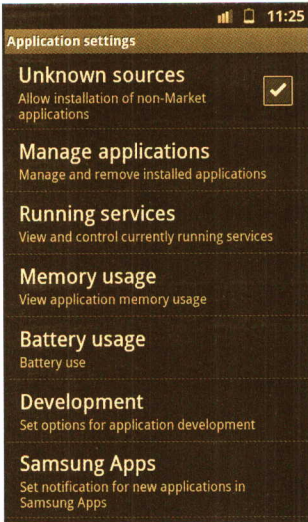 11:25
Application settings
Unknown sources
Allow installation of non-Market
applications
Manage applications
Manage and remove installed applications
Running services
View and control currently running services
Memory usage
View application memory usage
Battery usage
Battery use
Development
Set options for application development
Samsung Apps
Set notification for new applications in
Samsung Apps